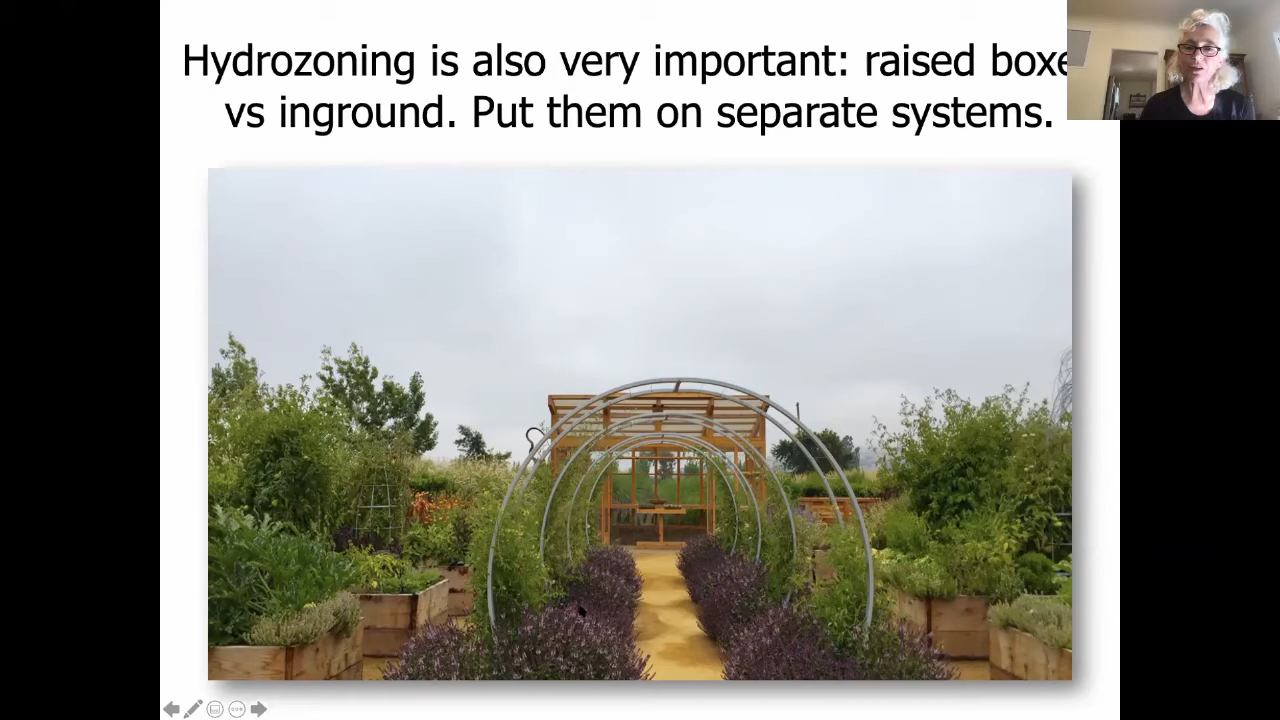 Hydrozoning is also very important: raised boxe
vs inground. Put them on separate systems.